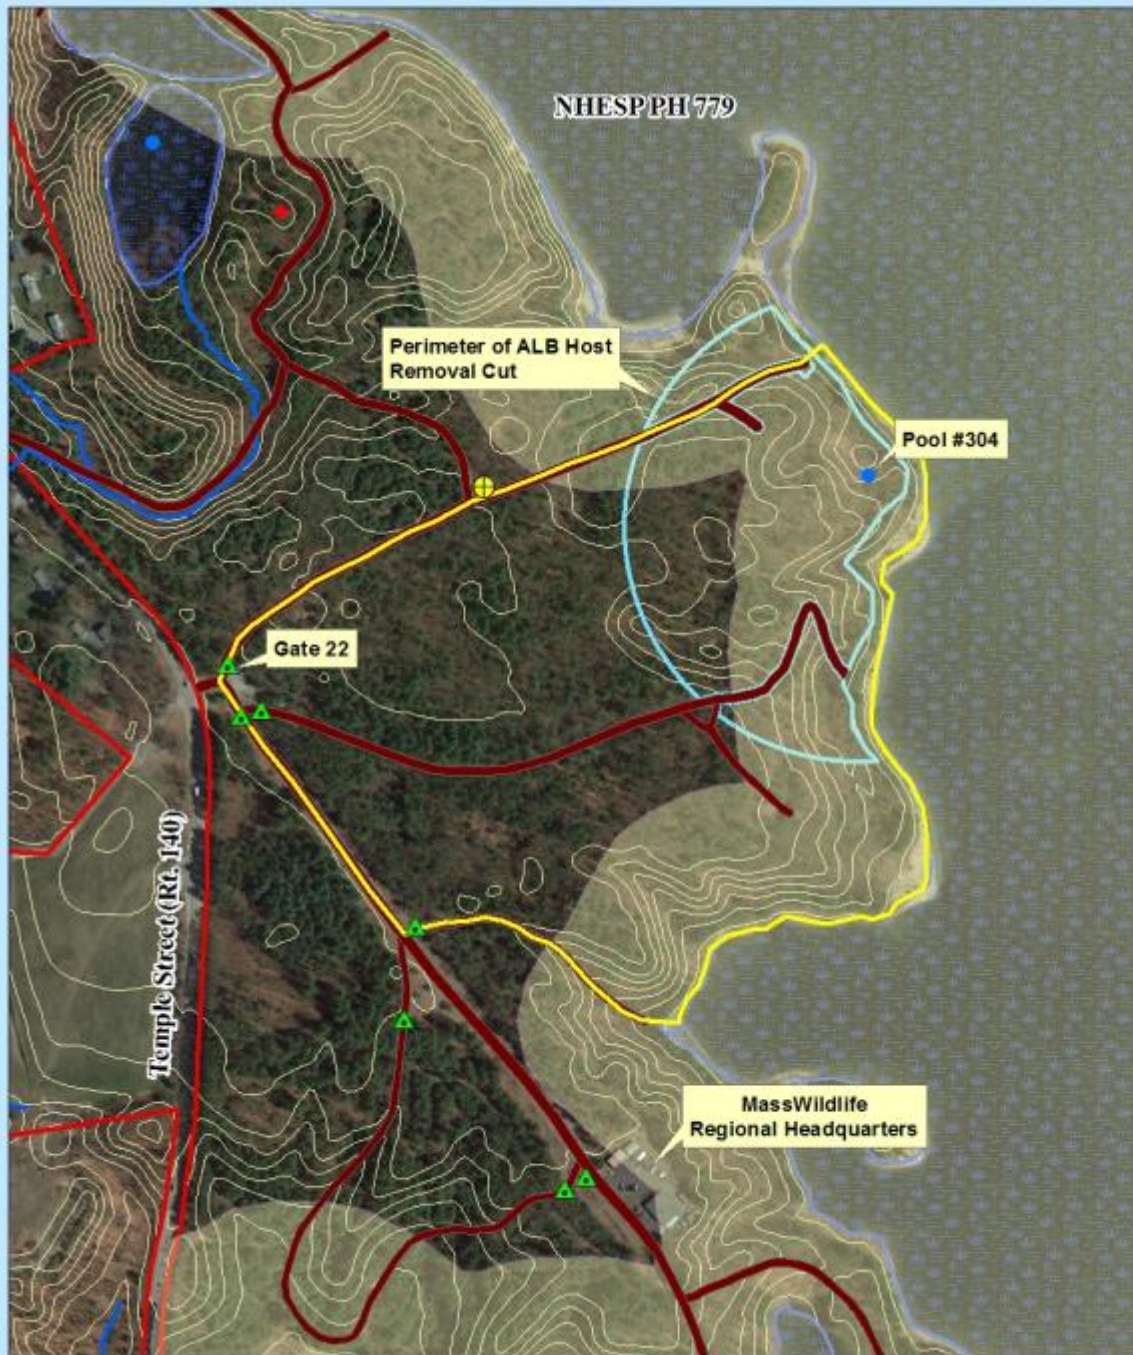 NHESP PH 779
Perimeter of ALB Host
Removal Cut
Pool #304
Gate 22
Temple Street (Rt. 140)
MassWildlife
Regional Headquarters